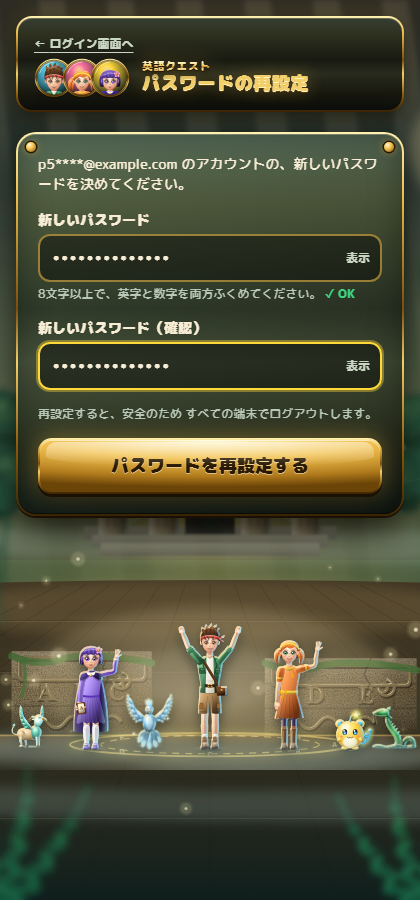 ← ログイン画面へ
英語クエスト
パスワードの再設定
p5****@example.com のアカウントの、新しいパスワ
ードを決めてください。
新しいパスワード
•••••••••••••• 表示
8文字以上で、英字と数字を両方ふくめてください。 ✓ OK
新しいパスワード（確認）
•••••••••••••• 表示
再設定すると、安全のため すべての端末でログアウトします。
パスワードを再設定する
A D E